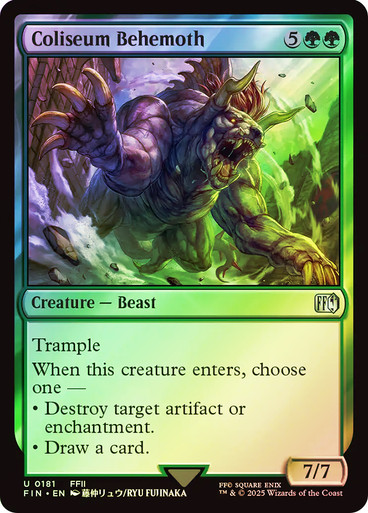 Coliseum Behemoth 5
Creature — Beast
Trample
When this creature enters, choose
one —
• Destroy target artifact or
enchantment.
• Draw a card.
7/7
U 0181 FFII
FIN • EN 藤仲リュウ/RYU FUJINAKA
FF© SQUARE ENIX
™ & © 2025 Wizards of the Coast